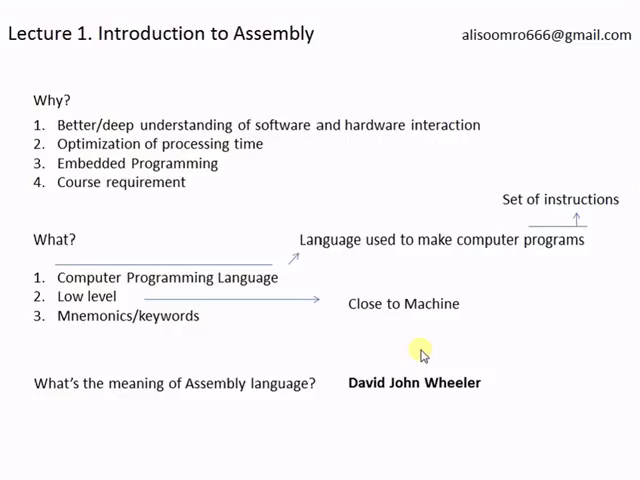 Lecture 1. Introduction to Assembly
alisoomro666@gmail.com
Why?
1. Better/deep understanding of software and hardware interaction
2. Optimization of processing time
3. Embedded Programming
4. Course requirement
Set of instructions
What?
Language used to make computer programs
1. Computer Programming Language
2. Low level
Close to Machine
3. Mnemonics/keywords
What's the meaning of Assembly language?
David John Wheeler